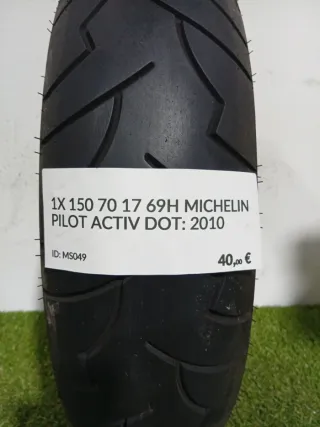 1X 150 70 17 69H MICHELIN
PILOT ACTIV DOT: 2010
ID: MS049 40,00 €